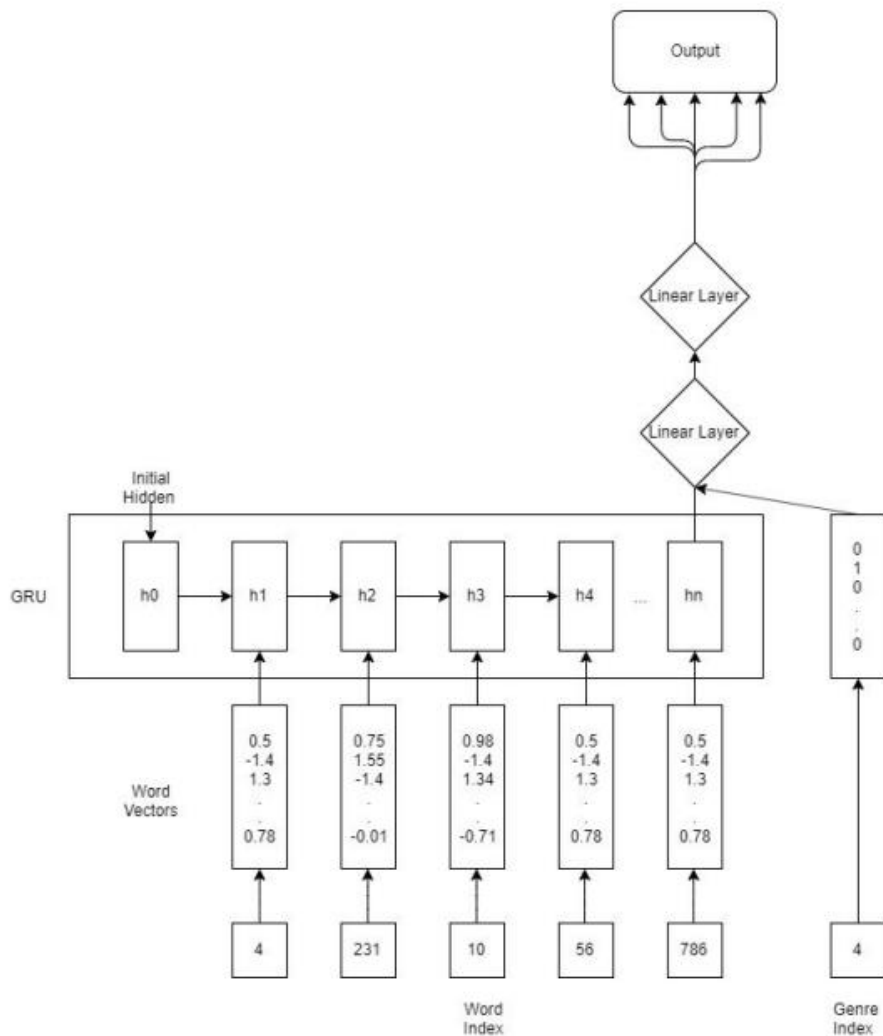 Output
Linear Layer
Linear Layer
Initial
Hidden
GRU
h0
h1
h2
h3
h4
...
hn
0
1
0
.
.
0
Word
Vectors
0.5
-1.4
1.3
.
.
0.78
0.75
1.55
-1.4
.
.
-0.01
0.98
-1.4
1.34
.
.
-0.71
0.5
-1.4
1.3
.
.
0.78
0.5
-1.4
1.3
.
.
0.78
4
231
10
56
786
4
Word
Index
Genre
Index